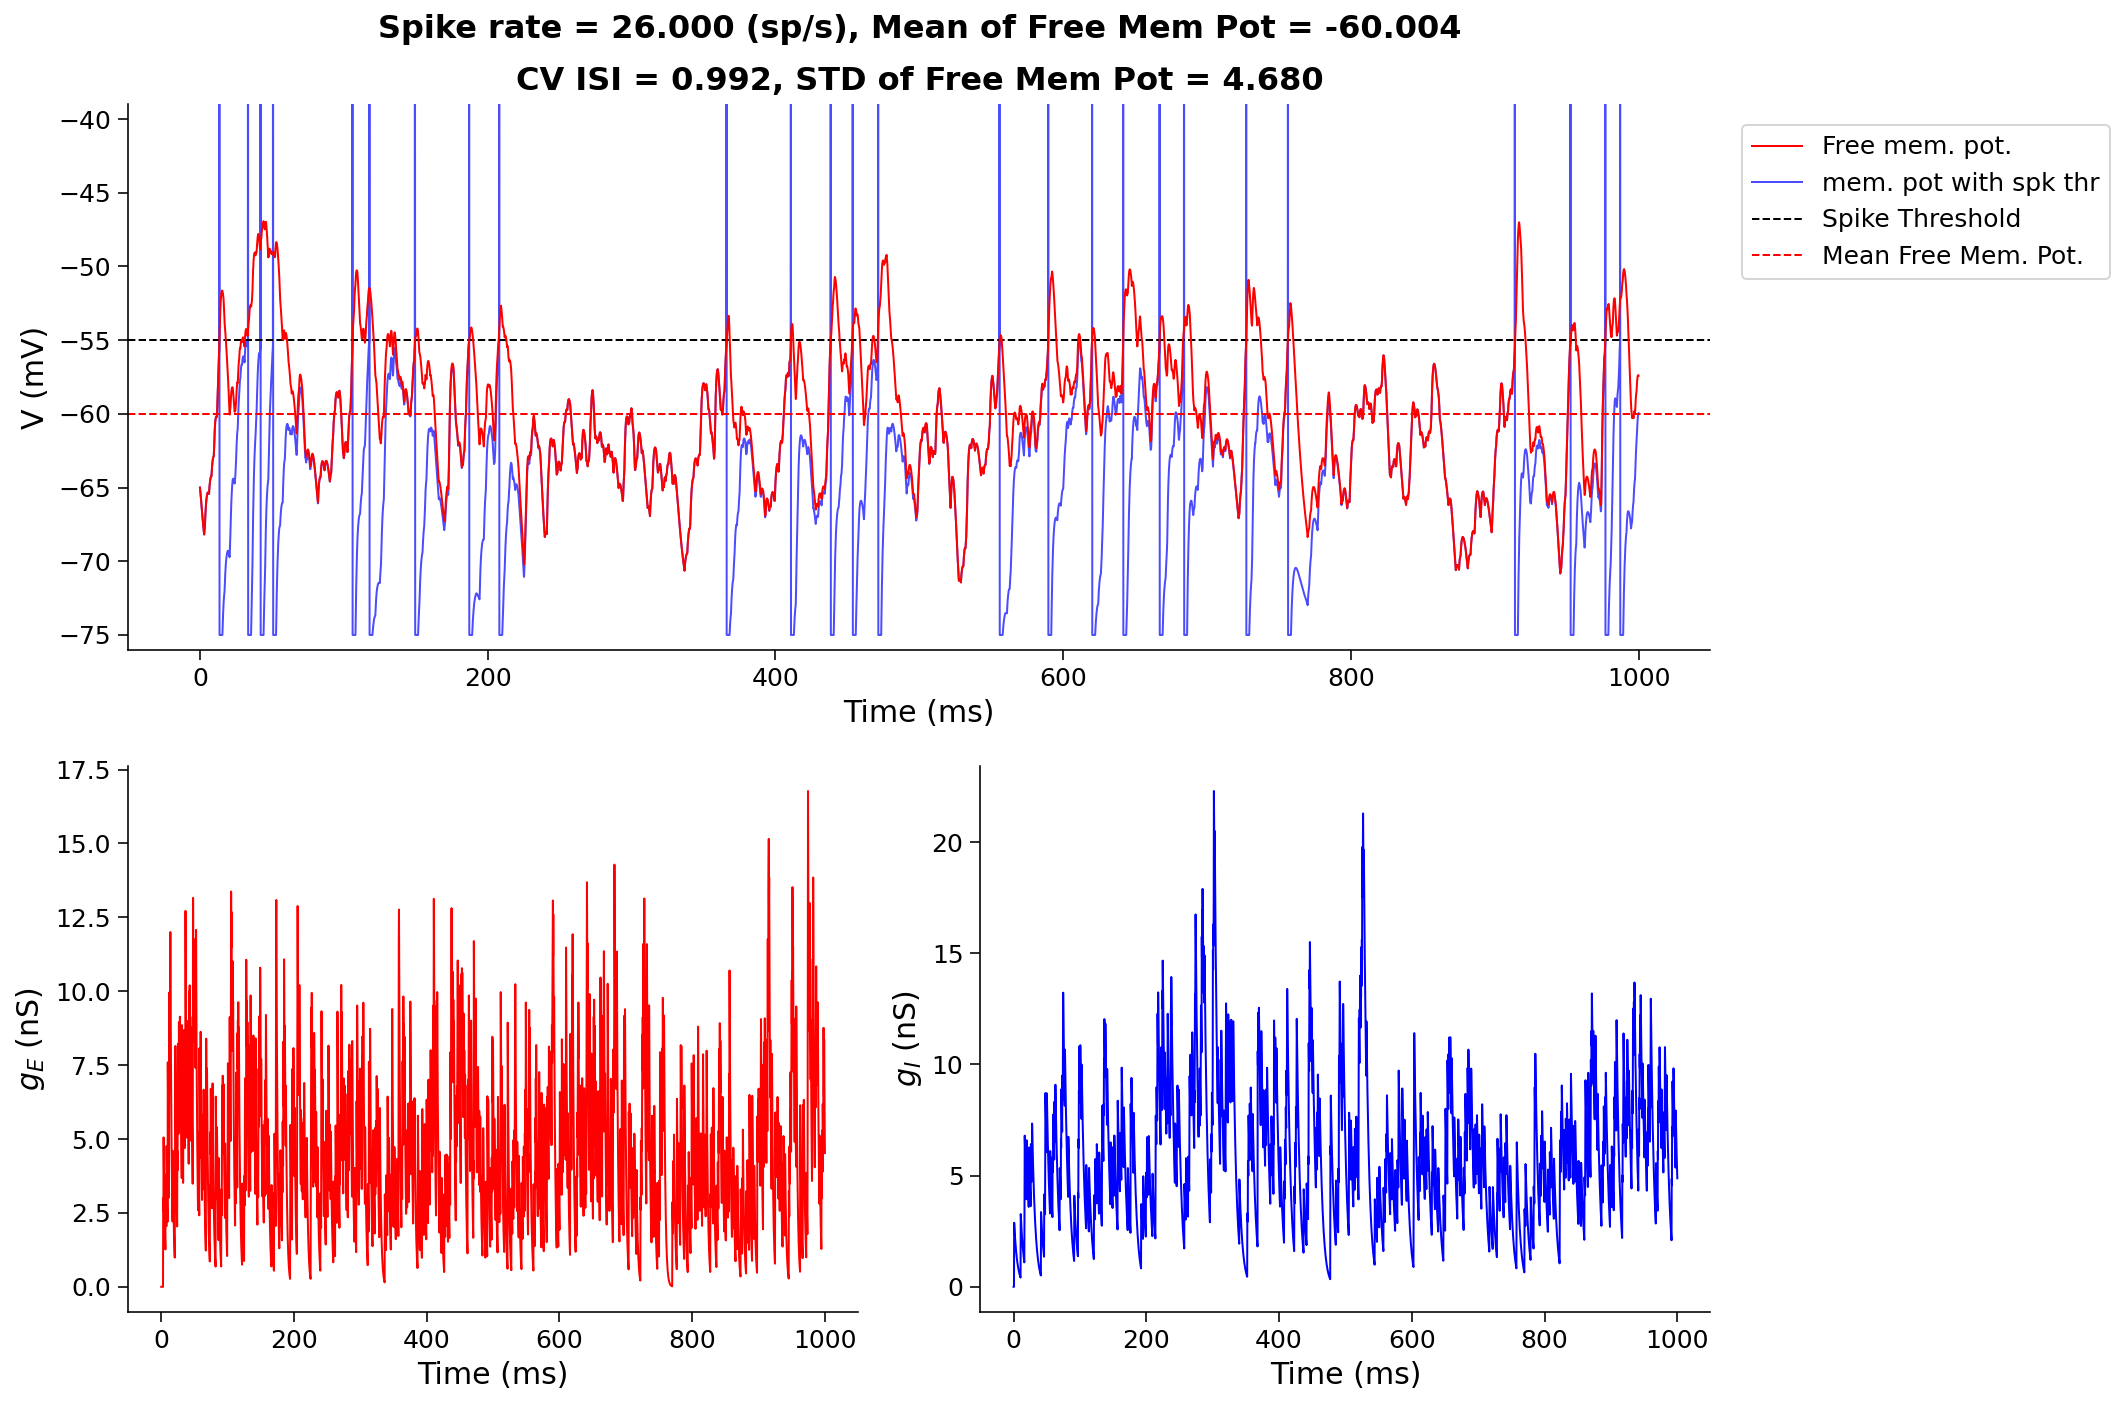 Spike rate = 26.000 (sp/s), Mean of Free Mem Pot = -60.004
CV ISI = 0.992, STD of Free Mem Pot = 4.680
−40
−45
−50
−55
−60
−65
−70
−75
V (mV)
0 200 400 600 800 1000
Time (ms)
Free mem. pot.
mem. pot with spk thr
Spike Threshold
Mean Free Mem. Pot.
17.5
15.0
12.5
10.0
7.5
5.0
2.5
0.0
g_E (nS)
0 200 400 600 800 1000
Time (ms)
20
15
10
5
0
g_I (nS)
0 200 400 600 800 1000
Time (ms)